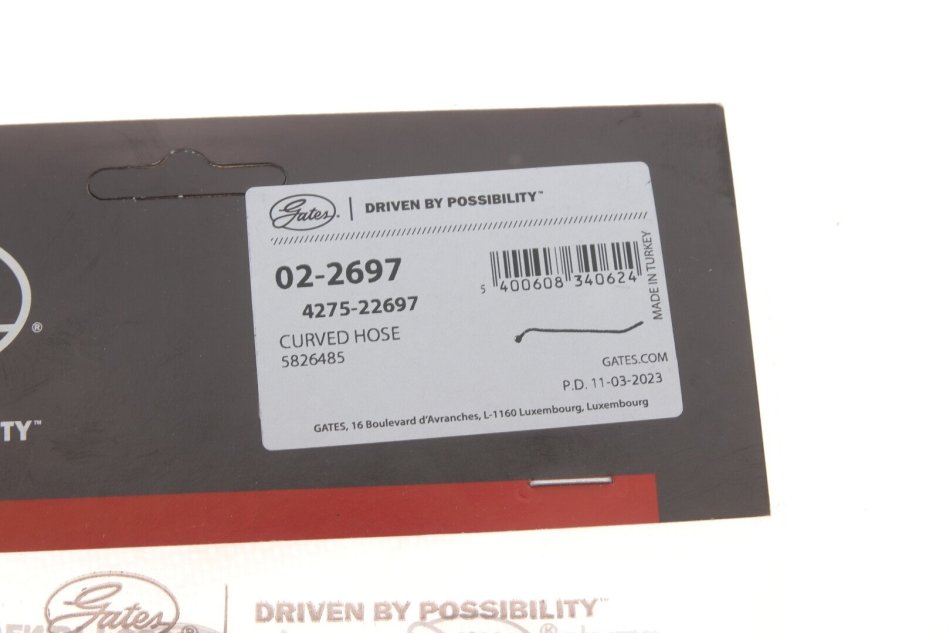 Gates® | DRIVEN BY POSSIBILITY™
02-2697
4275-22697
CURVED HOSE
5826485
5 400608 340624
MADE IN TURKEY
GATES.COM
P.D. 11-03-2023
GATES, 16 Boulevard d'Avranches, L-1160 Luxembourg, Luxembourg
®
ITY™
Gates | DRIVEN BY POSSIBILITY™